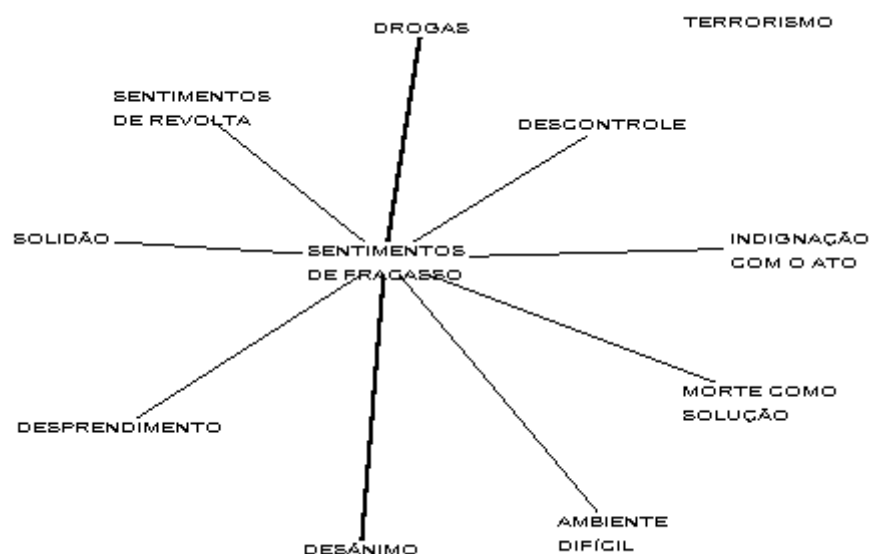 DROGAS
TERRORISMO
SENTIMENTOS
DE REVOLTA
DESCONTROLE
SOLIDÃO
SENTIMENTOS
DE FRACASSO
INDIGNAÇÃO
COM O ATO
MORTE COMO
SOLUÇÃO
DESPRENDIMENTO
AMBIENTE
DIFÍCIL
DESÂNIMO